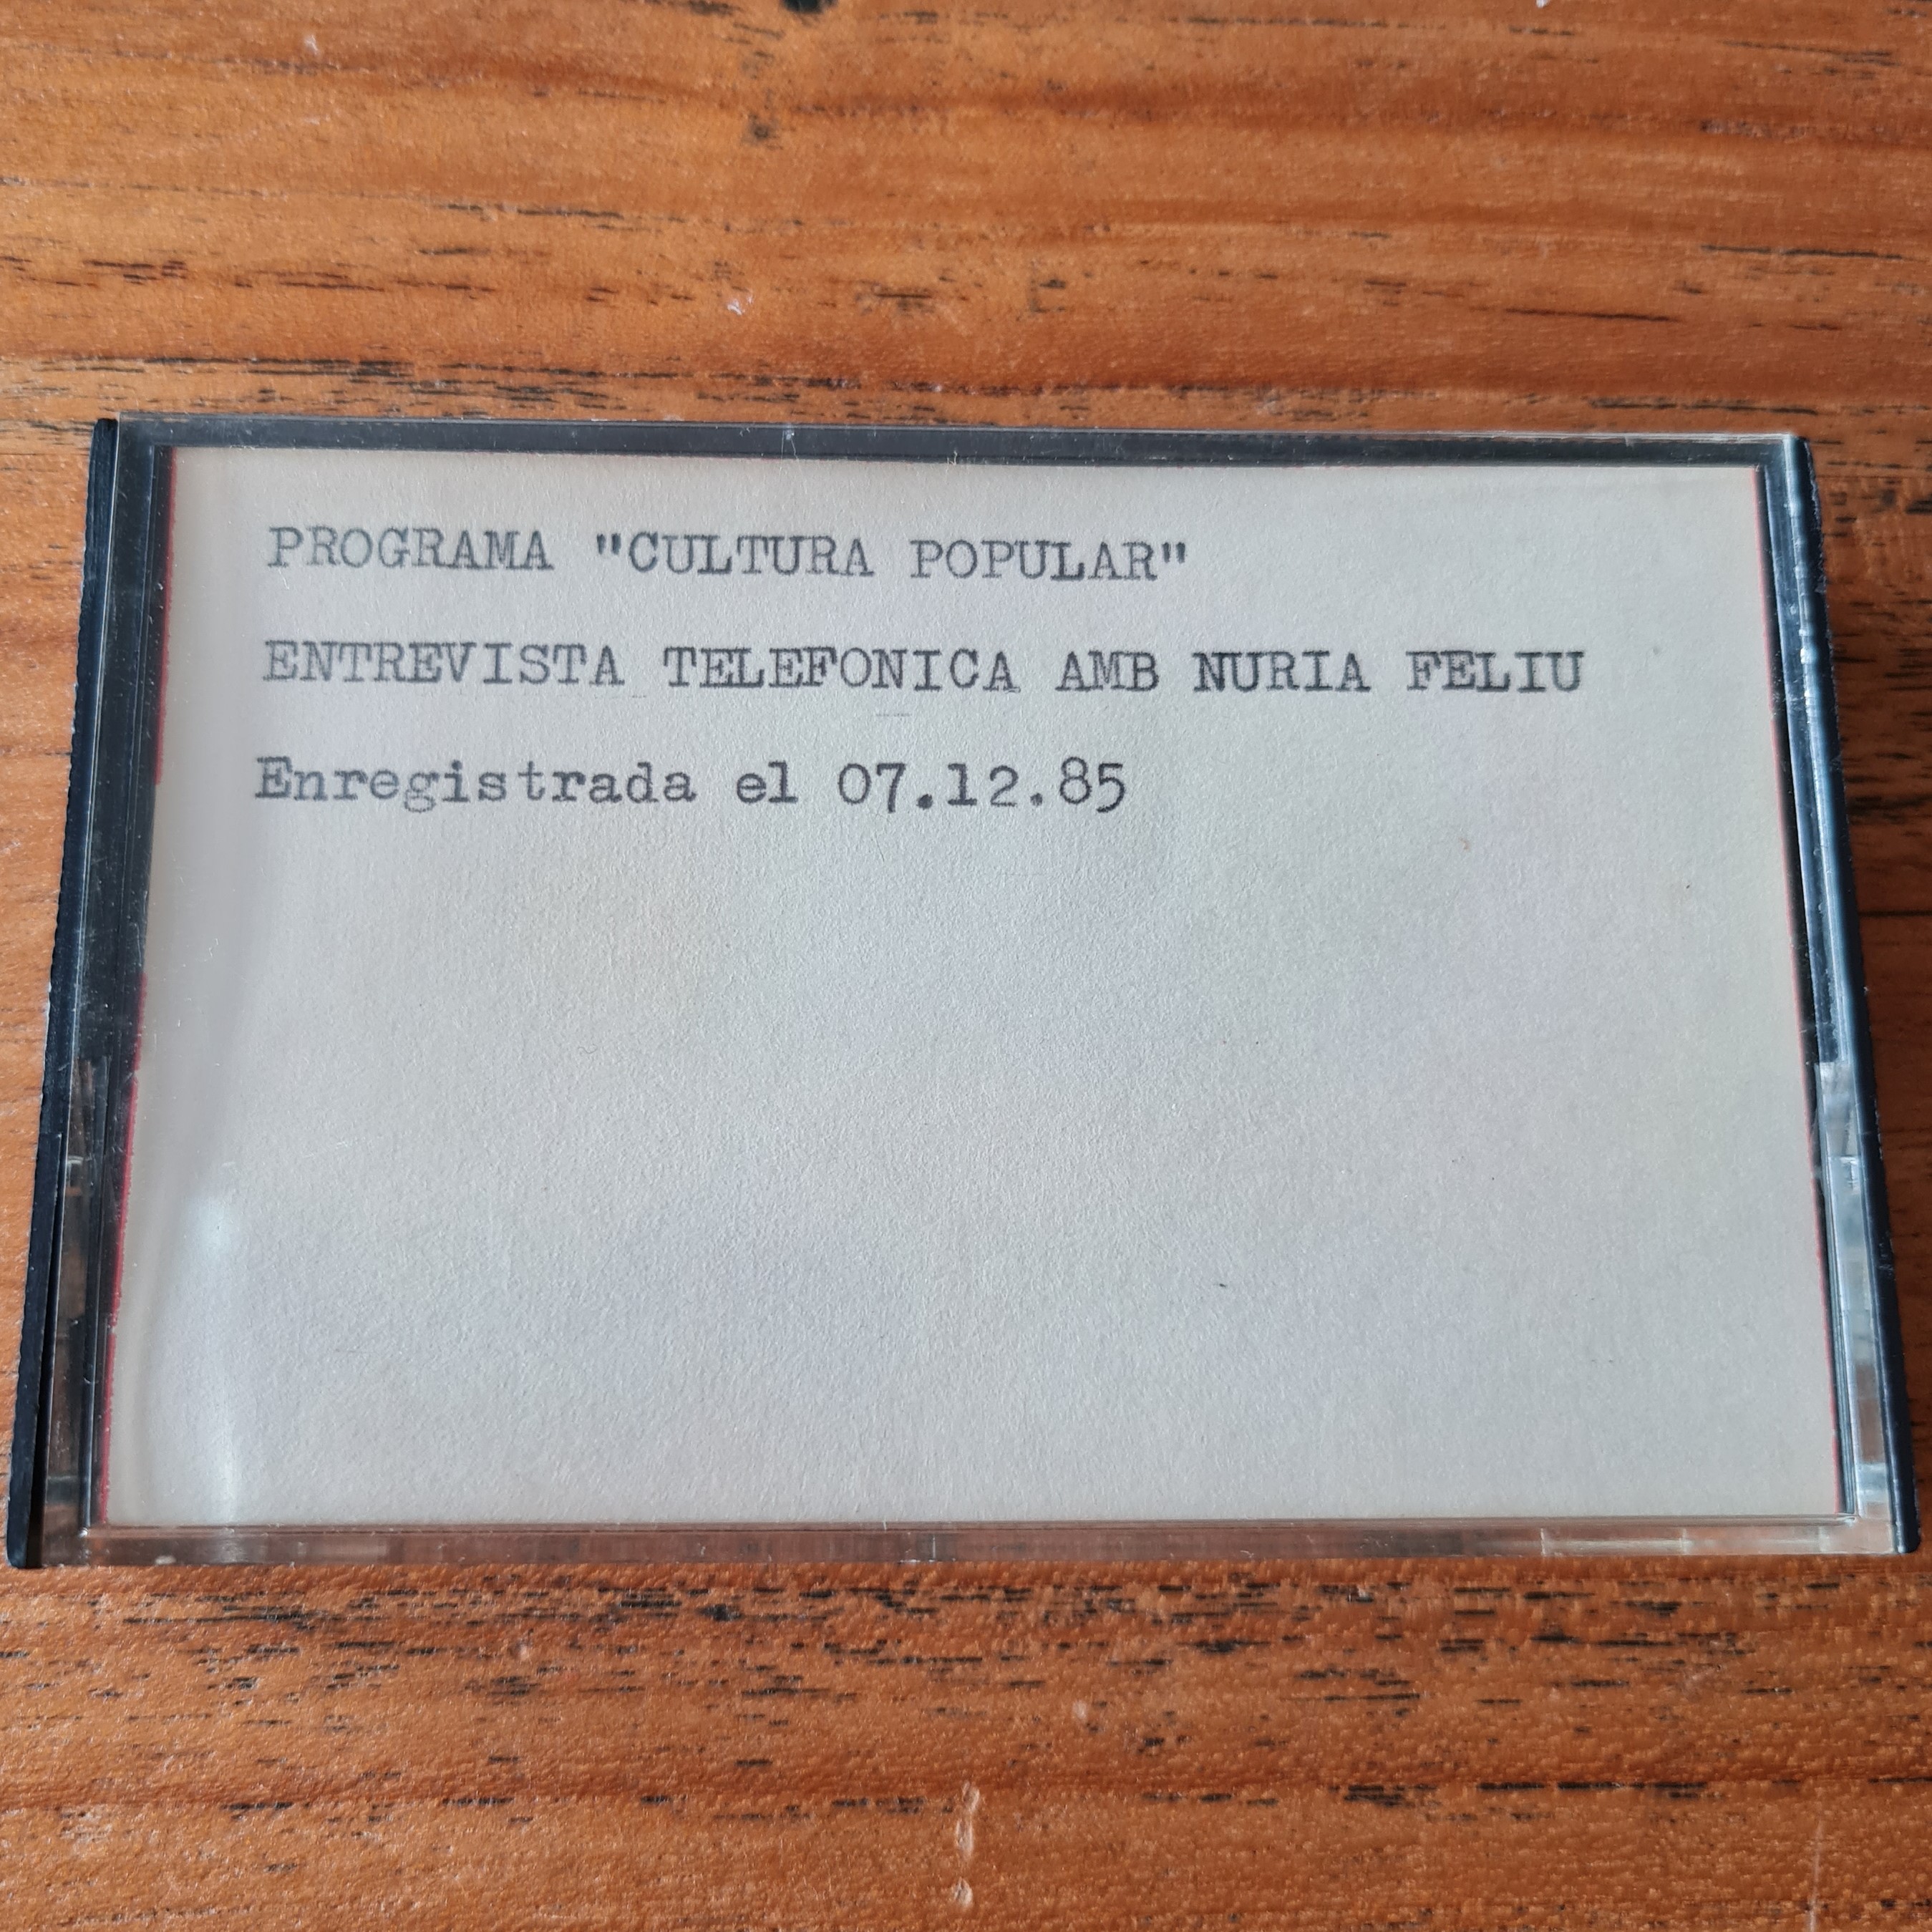 PROGRAMA "CULTURA POPULAR"
ENTREVISTA TELEFONICA AMB NURIA FELIU
Enregistrada el 07.12.85